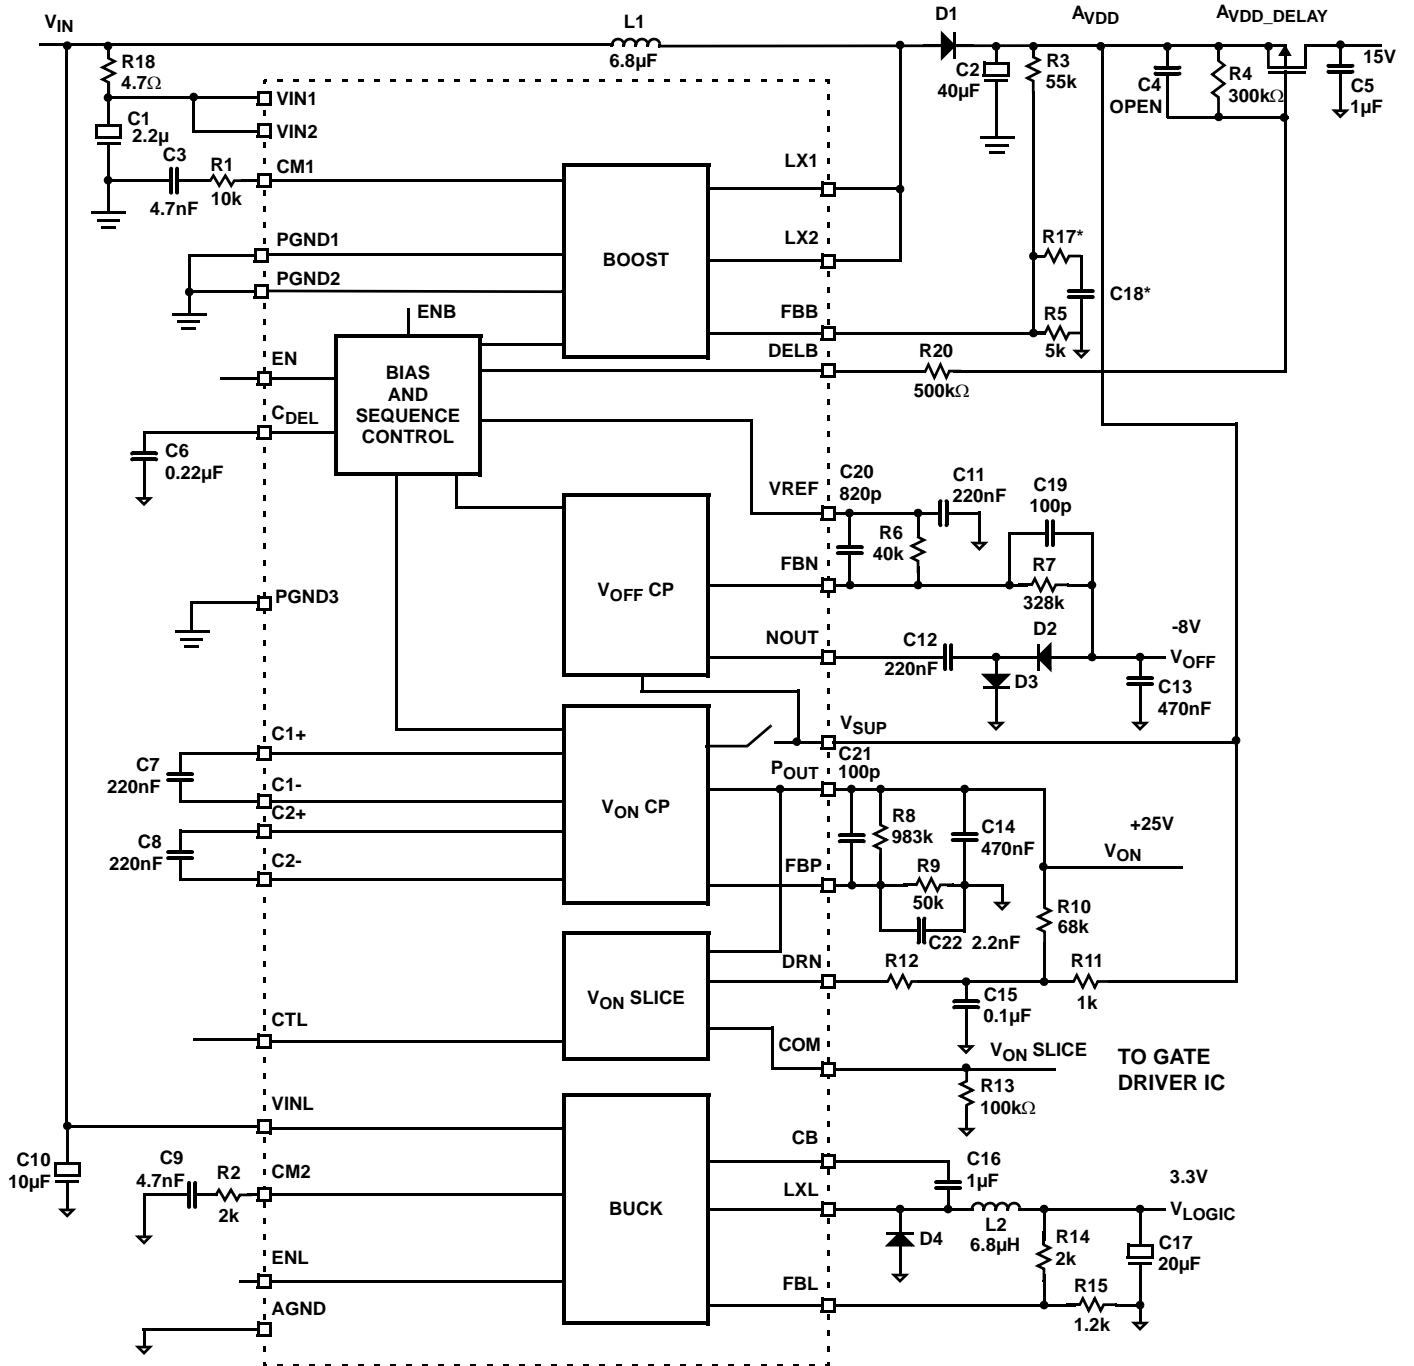 VIN
L1
6.8µF
D1
AVDD
AVDD_DELAY
R18
4.7Ω
C2
40µF
R3
55k
C4
OPEN
R4
300kΩ
15V
C5
1µF
VIN1
VIN2
C1
2.2µ
C3
4.7nF
R1
10k
CM1
LX1
PGND1
PGND2
BOOST
LX2
R17*
C18*
ENB
FBB
R5
5k
EN
BIAS
AND
SEQUENCE
CONTROL
DELB
R20
500kΩ
CDEL
C6
0.22µF
VREF
C20
820p
C11
220nF
C19
100p
R6
40k
VOFF CP
FBN
R7
328k
PGND3
NOUT
C12
220nF
D2
D3
-8V
VOFF
C13
470nF
VSUP
C1+
C7
220nF
C1-
C2+
C8
220nF
C2-
VON CP
POUT
C21
100p
R8
983k
C14
470nF
+25V
VON
FBP
R9
50k
C22 2.2nF
R10
68k
VON SLICE
DRN
R12
R11
1k
C15
0.1µF
CTL
COM
VON SLICE
R13
100kΩ
TO GATE
DRIVER IC
VINL
C10
10µF
C9
4.7nF
R2
2k
CM2
BUCK
CB
C16
1µF
LXL
D4
L2
6.8µH
3.3V
VLOGIC
R14
2k
C17
20µF
ENL
FBL
R15
1.2k
AGND